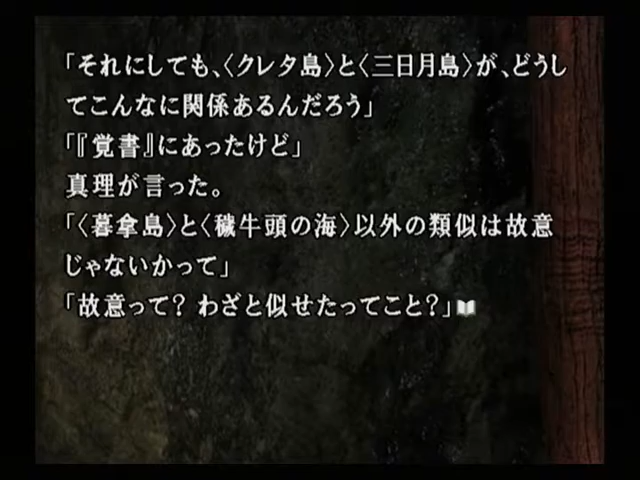 「それにしても、〈クレタ島〉と〈三日月島〉が、どうし
てこんなに関係あるんだろう」
「『覚書』にあったけど」
真理が言った。
「〈暮拿島〉と〈穢牛頭の海〉以外の類似は故意
じゃないかって」
「故意って？ わざと似せたってこと？」